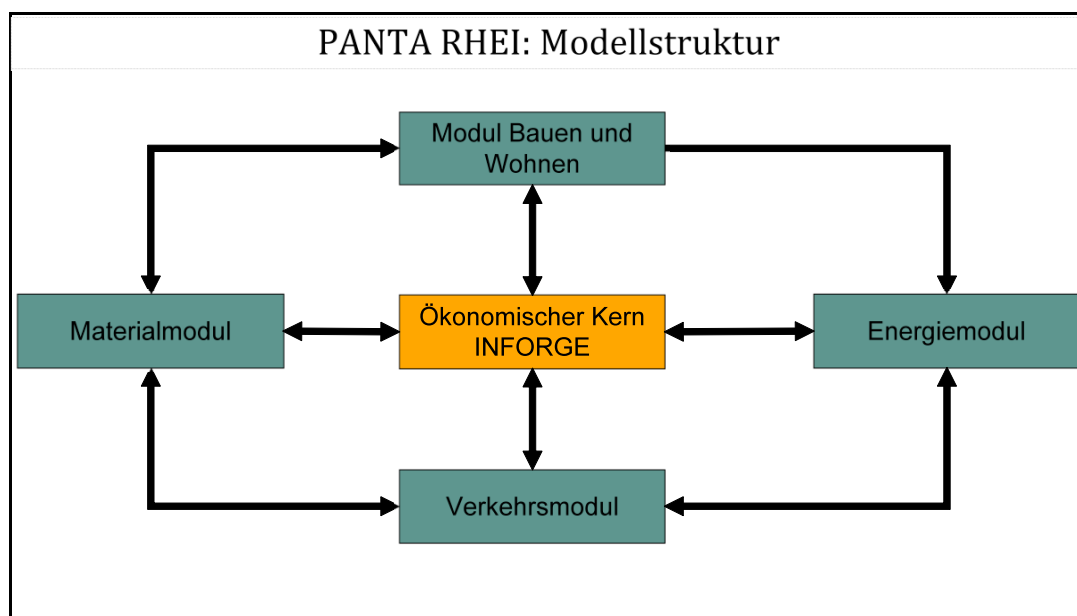 PANTA RHEI: Modellstruktur
Modul Bauen und
Wohnen
Materialmodul
Ökonomischer Kern
INFORGE
Energiemodul
Verkehrsmodul